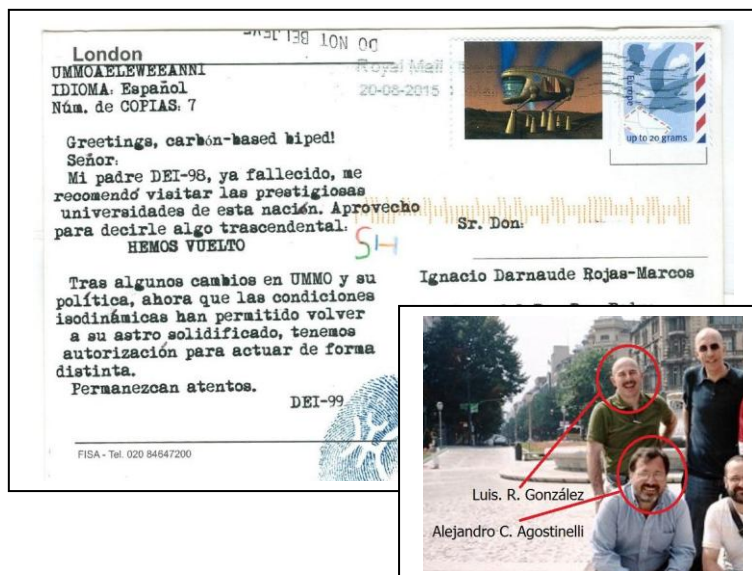 London
DO NOT BELIEVE
UMMOAELEWEEANNI
IDIOMA: Español
Núm. de COPIAS: 7
Royal Mail
20-08-2015
Europe
up to 20 grams
Greetings, carbón-based biped!
Señor:
Mi padre DEI-98, ya fallecido, me
recomendó visitar las prestigiosas
universidades de esta nación. Aprovecho
para decirle algo trascendental:
HEMOS VUELTO
SH
Sr. Don:
Ignacio Darnaude Rojas-Marcos
Tras algunos cambios en UMMO y su
política, ahora que las condiciones
isodinámicas han permitido volver
a su astro solidificado, tenemos
autorización para actuar de forma
distinta.
Permanezcan atentos.
DEI-99
FISA - Tel. 020 84647200
Luis. R. González
Alejandro C. Agostinelli